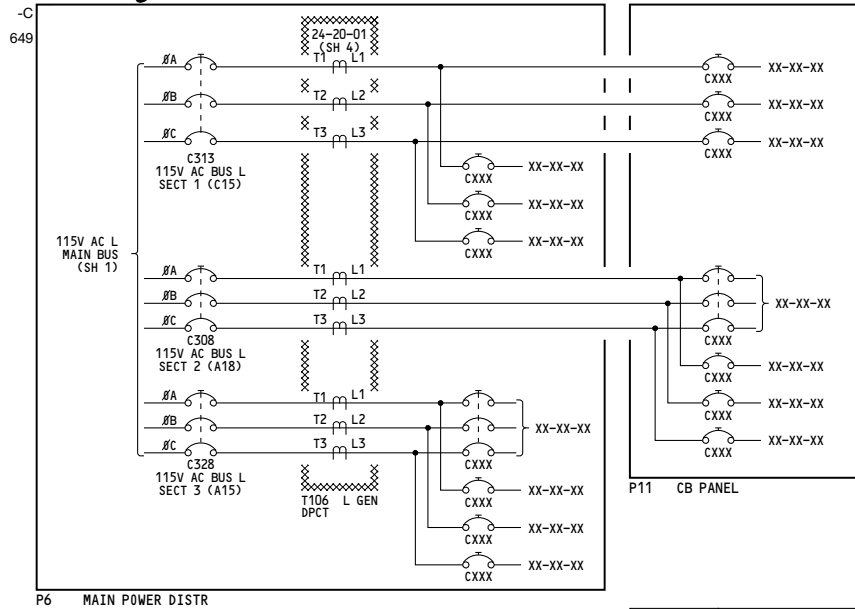 -C
649
24-20-01
(SH 4)
ØA T1 L1 CXXX XX-XX-XX
ØB T2 L2 CXXX XX-XX-XX
ØC T3 L3 CXXX XX-XX-XX
C313
115V AC BUS L
SECT 1 (C15)
CXXX XX-XX-XX
CXXX XX-XX-XX
CXXX XX-XX-XX
115V AC L
MAIN BUS
(SH 1)
ØA T1 L1
ØB T2 L2 XX-XX-XX
ØC T3 L3 CXXX
C308
115V AC BUS L
SECT 2 (A18)
CXXX XX-XX-XX
CXXX XX-XX-XX
CXXX XX-XX-XX
ØA T1 L1
ØB T2 L2 XX-XX-XX
ØC T3 L3 CXXX
C328
115V AC BUS L
SECT 3 (A15)
T106 L GEN
DPCT
CXXX XX-XX-XX
CXXX XX-XX-XX
CXXX XX-XX-XX
P11 CB PANEL
P6 MAIN POWER DISTR